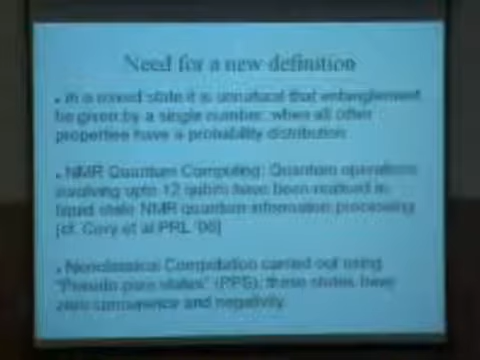 Need for a new definition
• In a mixed state it is unnatural that entanglement
be given by a single number, when all other
properties have a probability distribution
• NMR Quantum Computing: Quantum operations
involving upto 12 qubits have been realised in
liquid state NMR quantum information processing
[cf. Cory et al PRL '06]
• Nonclassical Computation carried out using
"Pseudo pure states" (PPS); these states have
zero concurrence and negativity.